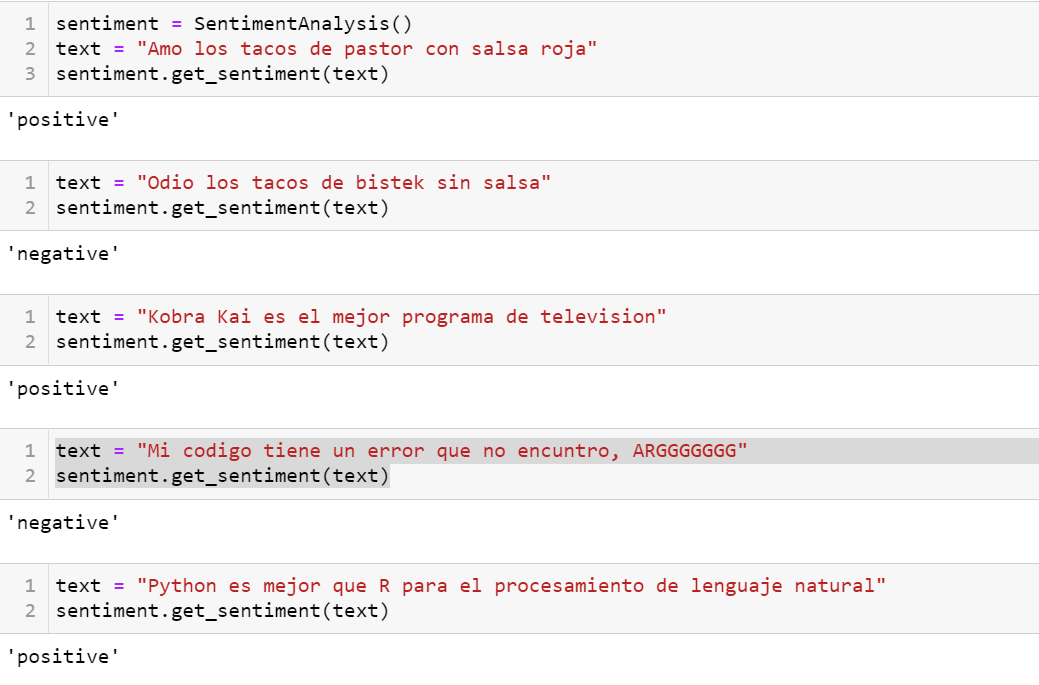 1 sentiment = SentimentAnalysis()
2 text = "Amo los tacos de pastor con salsa roja"
3 sentiment.get_sentiment(text)
'positive'
1 text = "Odio los tacos de bistek sin salsa"
2 sentiment.get_sentiment(text)
'negative'
1 text = "Kobra Kai es el mejor programa de television"
2 sentiment.get_sentiment(text)
'positive'
1 text = "Mi codigo tiene un error que no encuntro, ARGGGGGGG"
2 sentiment.get_sentiment(text)
'negative'
1 text = "Python es mejor que R para el procesamiento de lenguaje natural"
2 sentiment.get_sentiment(text)
'positive'